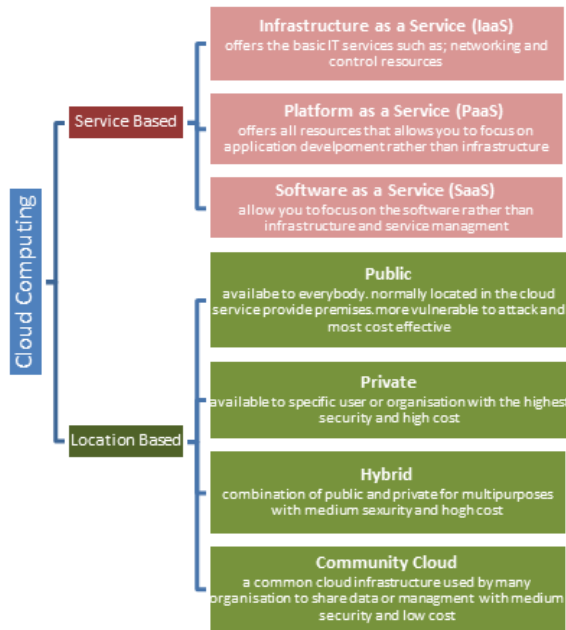 Cloud Computing
Service Based
Infrastructure as a Service (IaaS)
offers the basic IT services such as; networking and
control resources
Platform as a Service (PaaS)
offers all resources that allows you to focus on
application develpoment rather than infrastructure
Software as a Service (SaaS)
allow you to focus on the software rather than
infrastructure and service managment
Location Based
Public
availabe to everybody. normally located in the cloud
service provide premises.more vulnerable to attack and
most cost effective
Private
available to specific user or organisation with the highest
security and high cost
Hybrid
combination of public and private for multipurposes
with medium sexurity and hogh cost
Community Cloud
a common cloud infrastructure used by many
organisation to share data or managment with medium
security and low cost